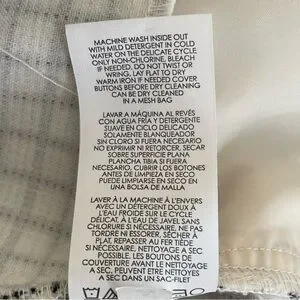 MACHINE WASH INSIDE OUT
WITH MILD DETERGENT IN COLD
WATER ON THE DELICATE CYCLE
ONLY NON-CHLORINE, BLEACH
IF NEEDED. DO NOT TWIST OR
WRING. LAY FLAT TO DRY
WARM IRON IF NEEDED COVER
BUTTONS BEFORE DRY CLEANING
CAN BE DRY CLEANED
IN A MESH BAG
LAVAR A MÁQUINA AL REVÉS
CON AGUA FRÍA Y DETERGENTE
SUAVE EN CICLO DELICADO
SOLAMENTE BLANQUEADOR
SIN CLORO SI FUERA NECESARIO
NO EXPRIMIR NI RETORCER, SECAR
SOBRE SUPERFICIE PLANA
PLANCHA TIBIA SI FUERA
NECESARIO, CUBRIR LOS BOTONES
ANTES DE LIMPIEZA EN SECO
PUEDE LIMPIARSE EN SECO EN
UNA BOLSA DE MALLA
LAVER À LA MACHINE À L'ENVERS
AVEC UN DÉTERGENT DOUX À
L'EAU FROIDE SUR LE CYCLE
DÉLICAT, À L'EAU DE JAVEL SANS
CHLORURE SI NÉCESSAIRE, NE PAS
TORDRE NI ESSORER. SÉCHER À
PLAT, REPASSER AU FER TIÈDE
SI NÉCESSAIRE. NETTOYAGE A SEC
POSSIBLE. LES BOUTONS DE
COUVERTURE AVANT LE NETTOYAGE
A SEC, PEUVENT ÊTRE NETTOYÉS
A SEC DANS UN SAC-FILET